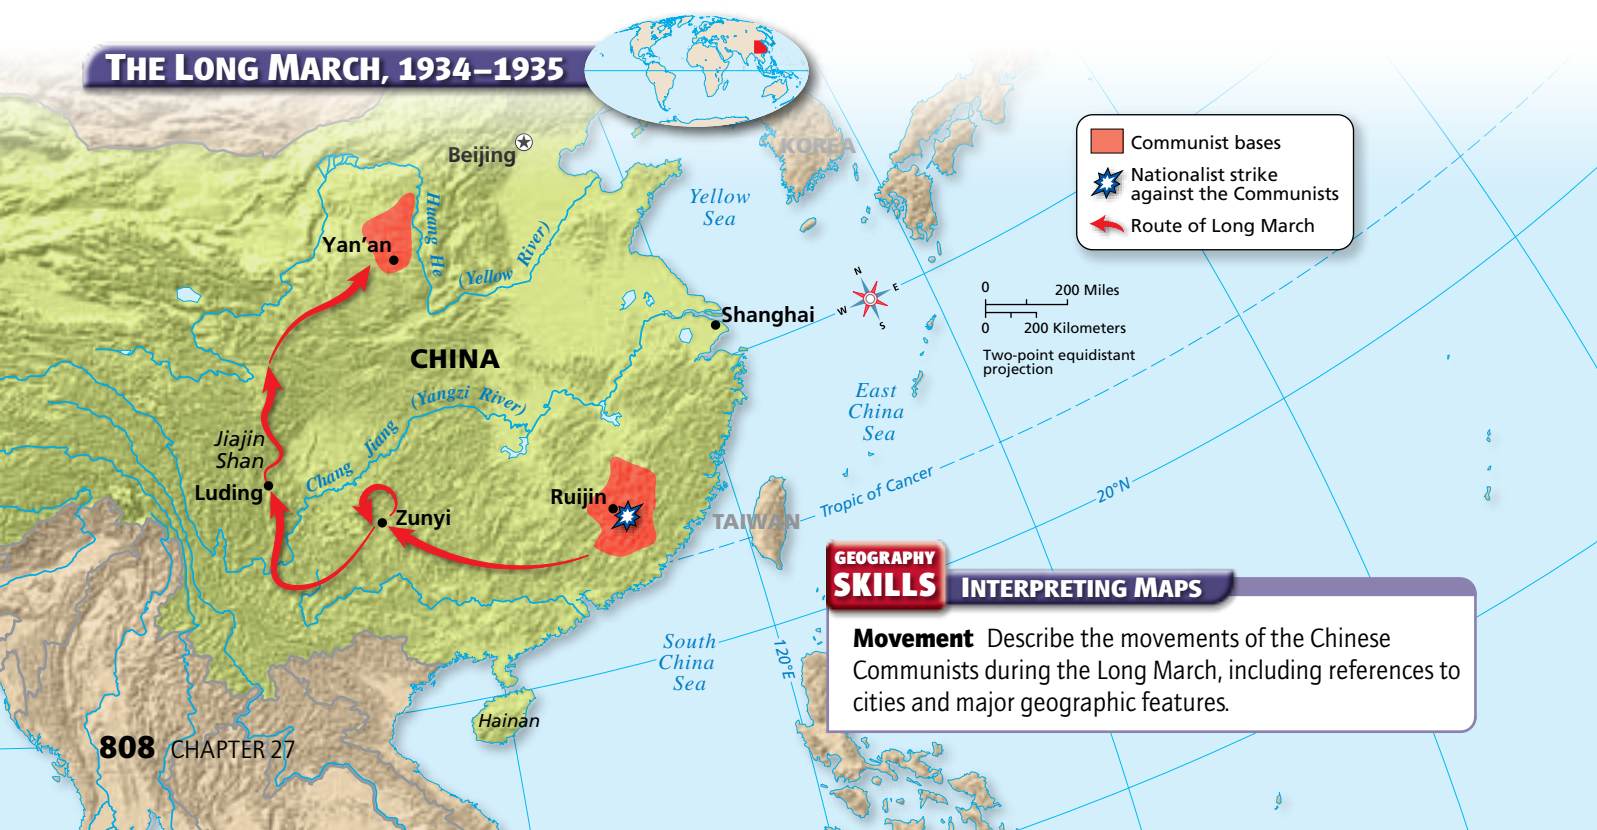 THE LONG MARCH, 1934–1935
Beijing
KOREA
Communist bases
Nationalist strike
against the Communists
Route of Long March
Yellow
Sea
Huang He
(Yellow River)
Yan'an
N
E
W
S
0 200 Miles
0 200 Kilometers
Two-point equidistant
projection
Shanghai
CHINA
East
China
Sea
Chang Jiang (Yangzi River)
Jiajin
Shan
Luding
Zunyi
Ruijin
TAIWAN
Tropic of Cancer
20°N
120°E
South
China
Sea
Hainan
GEOGRAPHY
SKILLS
INTERPRETING MAPS
Movement Describe the movements of the Chinese
Communists during the Long March, including references to
cities and major geographic features.
808 CHAPTER 27